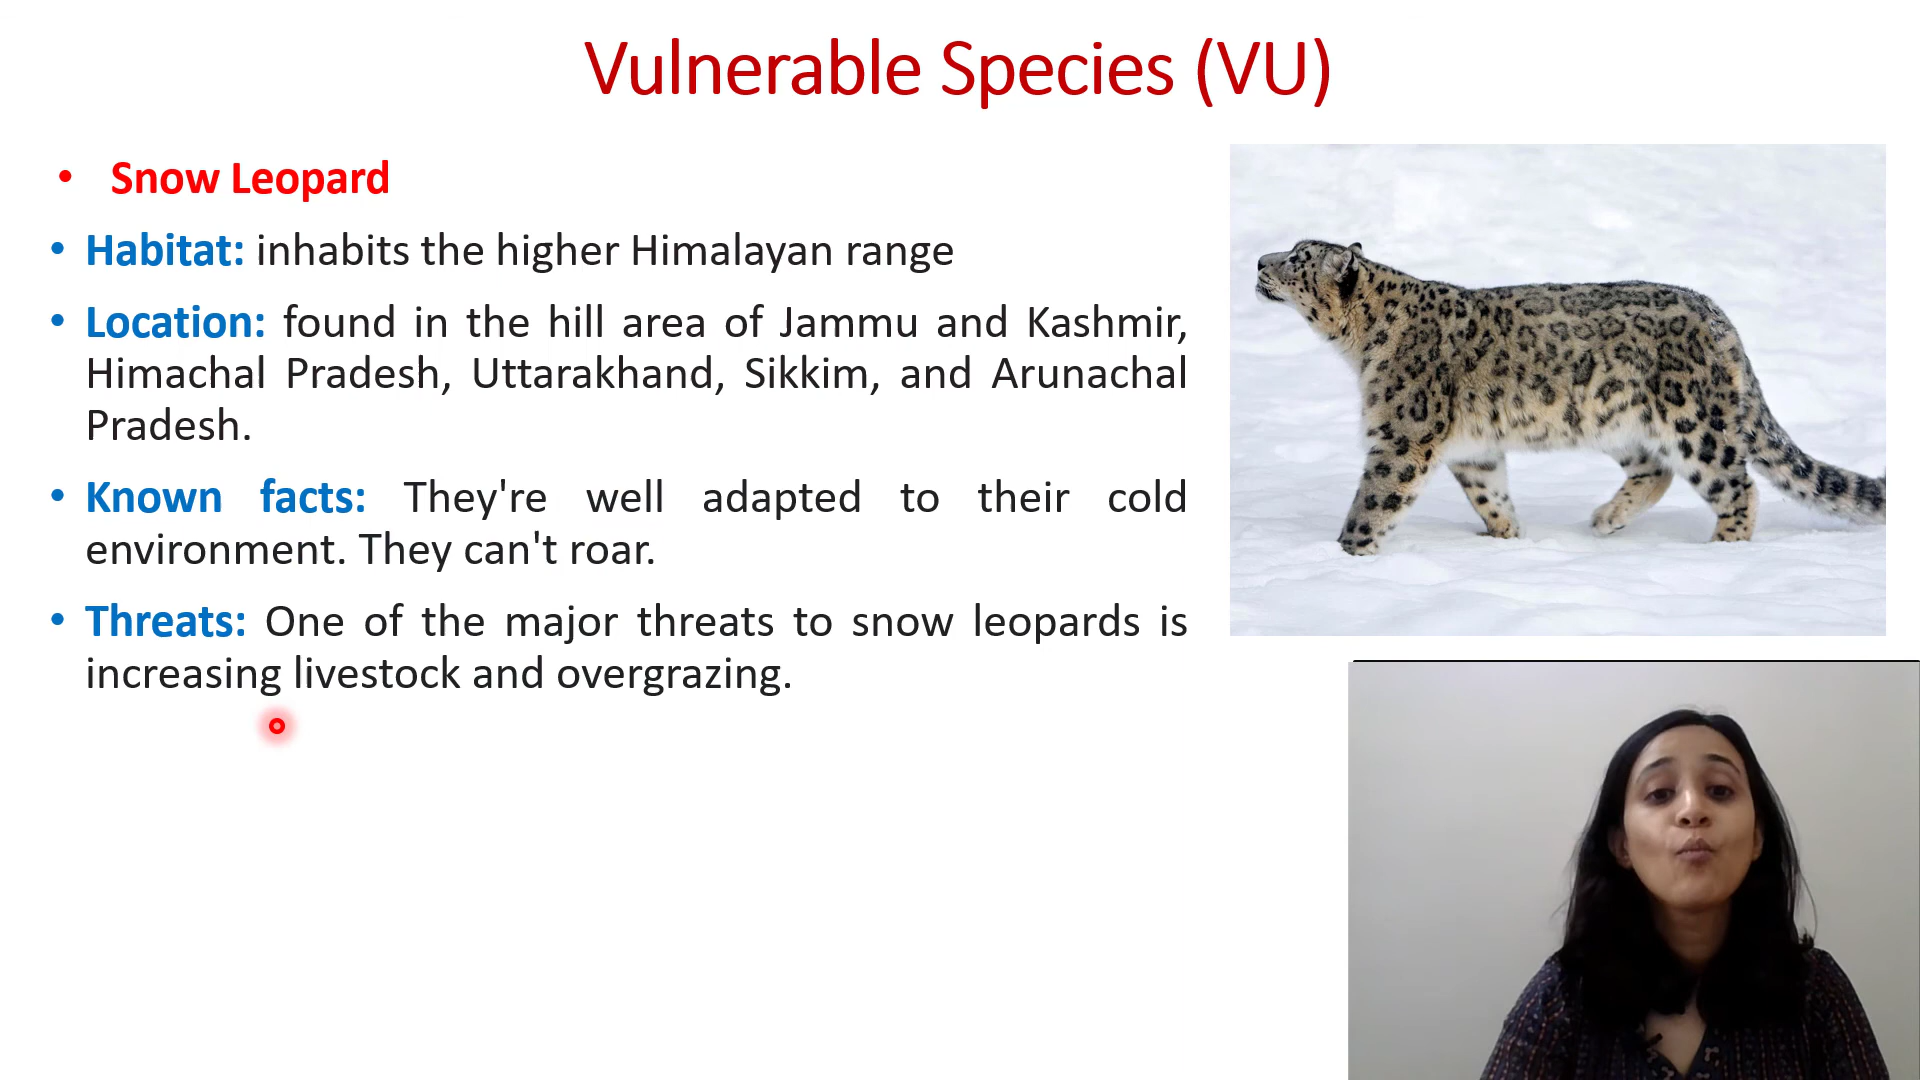 Vulnerable Species (VU)
• Snow Leopard
• Habitat: inhabits the higher Himalayan range
• Location: found in the hill area of Jammu and Kashmir,
Himachal Pradesh, Uttarakhand, Sikkim, and Arunachal
Pradesh.
• Known facts: They're well adapted to their cold
environment. They can't roar.
• Threats: One of the major threats to snow leopards is
increasing livestock and overgrazing.